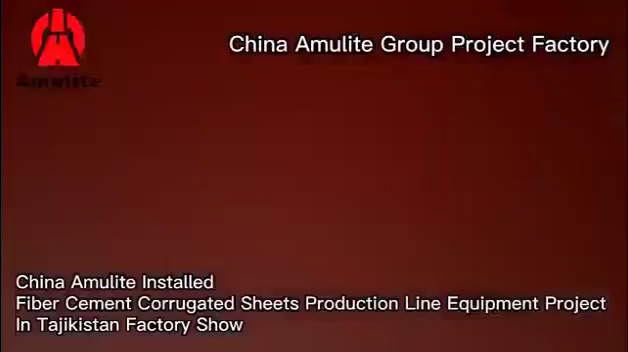 China Amulite Group Project Factory
Amulite
China Amulite Installed
Fiber Cement Corrugated Sheets Production Line Equipment Project
In Tajikistan Factory Show